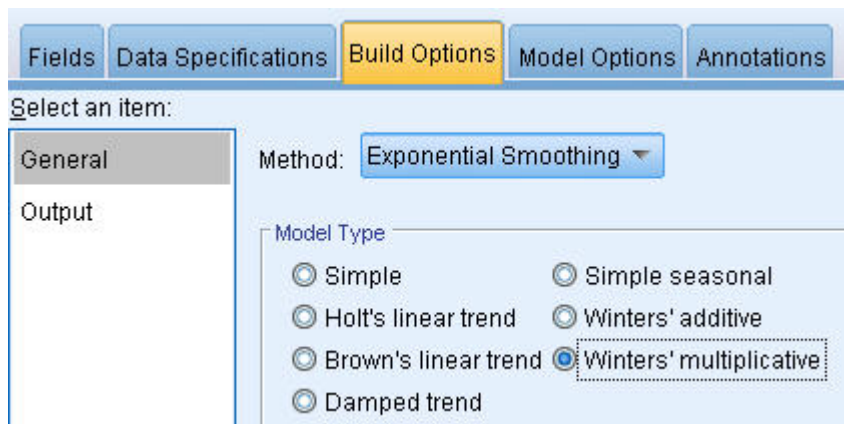 Fields Data Specifications Build Options Model Options Annotations
Select an item:
General
Output
Method: Exponential Smoothing
Model Type
Simple Simple seasonal
Holt's linear trend Winters' additive
Brown's linear trend Winters' multiplicative
Damped trend